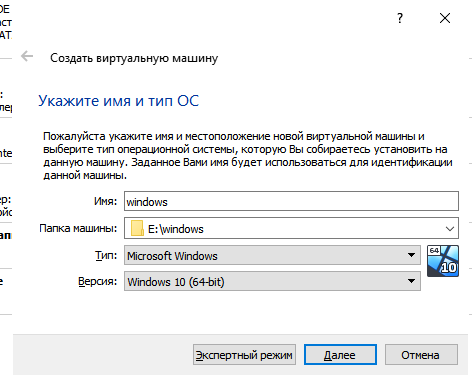 Создать виртуальную машину
Укажите имя и тип ОС
Пожалуйста укажите имя и местоположение новой виртуальной машины и
выберите тип операционной системы, которую Вы собираетесь установить на
данную машину. Заданное Вами имя будет использоваться для идентификации
данной машины.
Имя: windows
Папка машины: E:\windows
Тип: Microsoft Windows
64
Версия: Windows 10 (64-bit)
10
Экспертный режим Далее Отмена